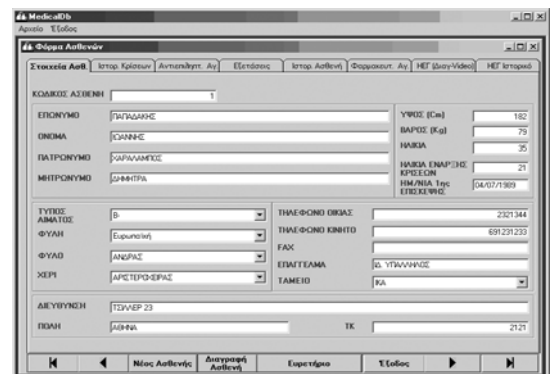 MedicalDb
Αρχείο Έξοδος
Φόρμα Ασθενών
Στοιχεία Ασθ. Ιστορ. Κρίσεων Αντιεπιληπτ. Αγ. Εξετάσεις Ιστορ. Ασθενή Φαρμακευτ. Αγ. ΗΕΓ (Διαγ-Video) ΗΕΓ Ιστορικό
ΚΩΔΙΚΟΣ ΑΣΘΕΝΗ 1
ΕΠΩΝΥΜΟ ΠΑΠΑΔΑΚΗΣ ΥΨΟΣ (Cm) 182
ΟΝΟΜΑ ΙΩΑΝΝΗΣ ΒΑΡΟΣ (Kg) 79
ΠΑΤΡΩΝΥΜΟ ΧΑΡΑΛΑΜΠΟΣ ΗΛΙΚΙΑ 35
ΜΗΤΡΩΝΥΜΟ ΔΗΜΗΤΡΑ ΗΛΙΚΙΑ ΕΝΑΡΞΗΣ ΚΡΙΣΕΩΝ 21
ΗΜ/ΝΙΑ 1ης ΕΠΙΣΚΕΨΗΣ 04/07/1989
ΤΥΠΟΣ ΑΙΜΑΤΟΣ Β- ΤΗΛΕΦΩΝΟ ΟΙΚΙΑΣ 2321344
ΦΥΛΗ Ευρωπαϊκή ΤΗΛΕΦΩΝΟ ΚΙΝΗΤΟ 691231233
FAX
ΦΥΛΟ ΑΝΔΡΑΣ ΕΠΑΓΓΕΛΜΑ ΙΔ. ΥΠΑΛΛΗΛΟΣ
ΧΕΡΙ ΑΡΙΣΤΕΡΟΧΕΙΡΑΣ ΤΑΜΕΙΟ ΙΚΑ
ΔΙΕΥΘΥΝΣΗ ΤΣΙΛΛΕΡ 23
ΠΟΛΗ ΑΘΗΝΑ ΤΚ 2121
Νέος Ασθενής Διαγραφή Ασθενή Ευρετήριο Έξοδος